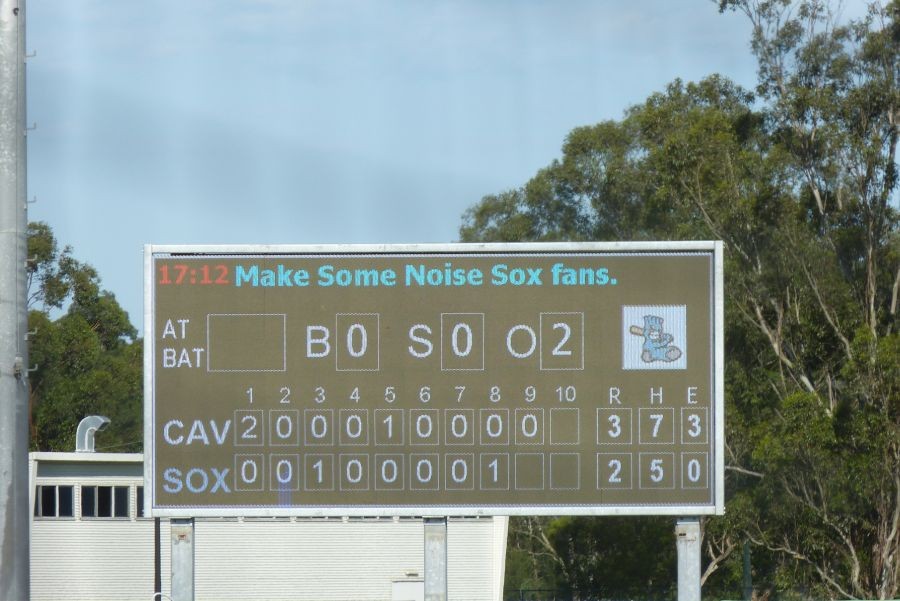 17:12 Make Some Noise Sox fans.
AT BAT B 0 S 0 O 2
1 2 3 4 5 6 7 8 9 10 R H E
CAV 2 0 0 0 1 0 0 0 0 3 7 3
SOX 0 0 1 0 0 0 0 1 2 5 0